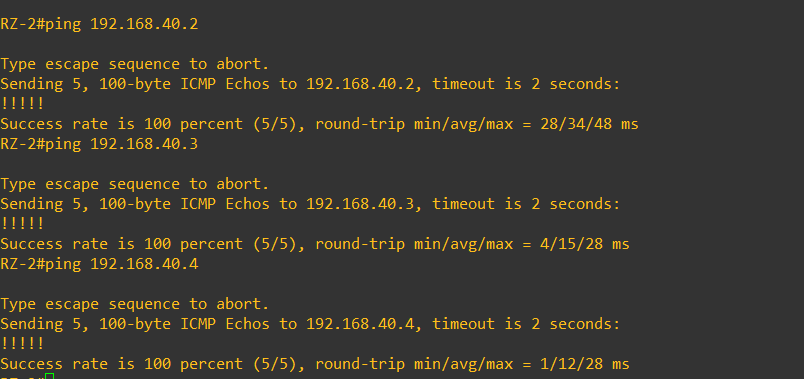 RZ-2#ping 192.168.40.2
Type escape sequence to abort.
Sending 5, 100-byte ICMP Echos to 192.168.40.2, timeout is 2 seconds:
!!!!!
Success rate is 100 percent (5/5), round-trip min/avg/max = 28/34/48 ms
RZ-2#ping 192.168.40.3
Type escape sequence to abort.
Sending 5, 100-byte ICMP Echos to 192.168.40.3, timeout is 2 seconds:
!!!!!
Success rate is 100 percent (5/5), round-trip min/avg/max = 4/15/28 ms
RZ-2#ping 192.168.40.4
Type escape sequence to abort.
Sending 5, 100-byte ICMP Echos to 192.168.40.4, timeout is 2 seconds:
!!!!!
Success rate is 100 percent (5/5), round-trip min/avg/max = 1/12/28 ms